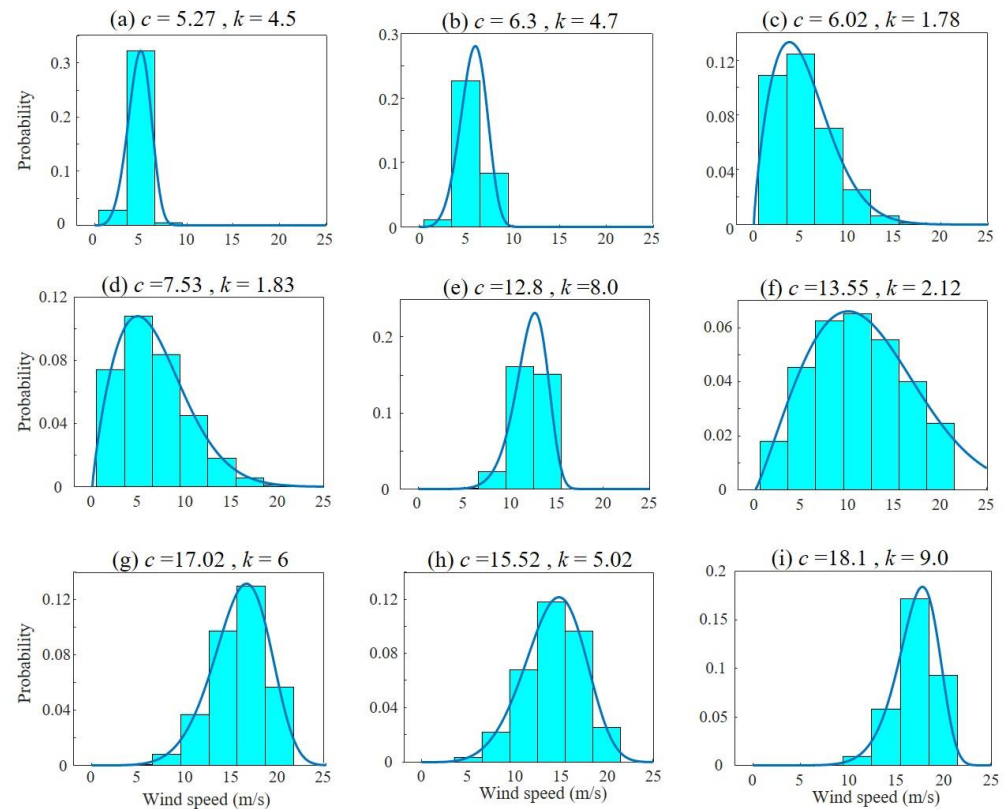 (a) c = 5.27 , k = 4.5
(b) c = 6.3 , k = 4.7
(c) c = 6.02 , k = 1.78
Probability
0.3
0.2
0.1
0
0 5 10 15 20 25
0.3
0.2
0.1
0
0 5 10 15 20 25
0.12
0.08
0.04
0
0 5 10 15 20 25
(d) c =7.53 , k = 1.83
(e) c =12.8 , k =8.0
(f) c =13.55 , k = 2.12
Probability
0.12
0.08
0.04
0
0 5 10 15 20 25
0.2
0.1
0
0 5 10 15 20 25
0.06
0.04
0.02
0
0 5 10 15 20 25
(g) c =17.02 , k = 6
(h) c =15.52 , k = 5.02
(i) c =18.1 , k = 9.0
Probability
0.12
0.08
0.04
0
0 5 10 15 20 25
Wind speed (m/s)
0.12
0.08
0.04
0
0 5 10 15 20 25
Wind speed (m/s)
0.2
0.15
0.1
0.05
0
0 5 10 15 20 25
Wind speed (m/s)